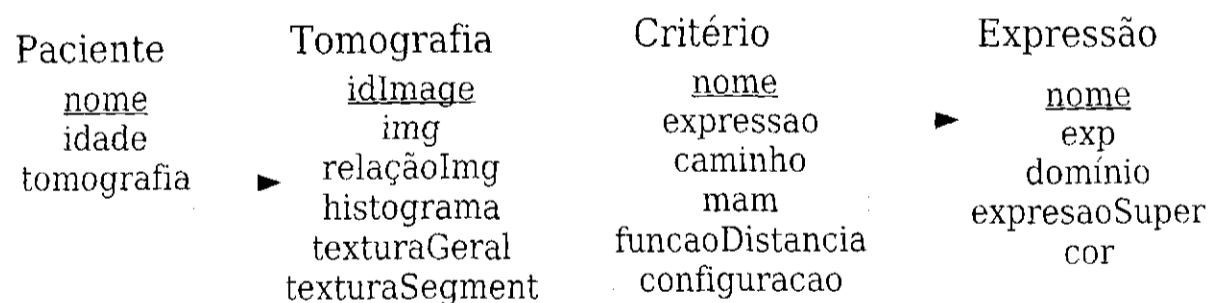 Paciente
nome
idade
tomografia
Tomografia
idImage
img
relaçãoImg
histograma
texturaGeral
texturaSegment
Critério
nome
expressao
caminho
mam
funcaoDistancia
configuracao
Expressão
nome
exp
domínio
expresaoSuper
cor